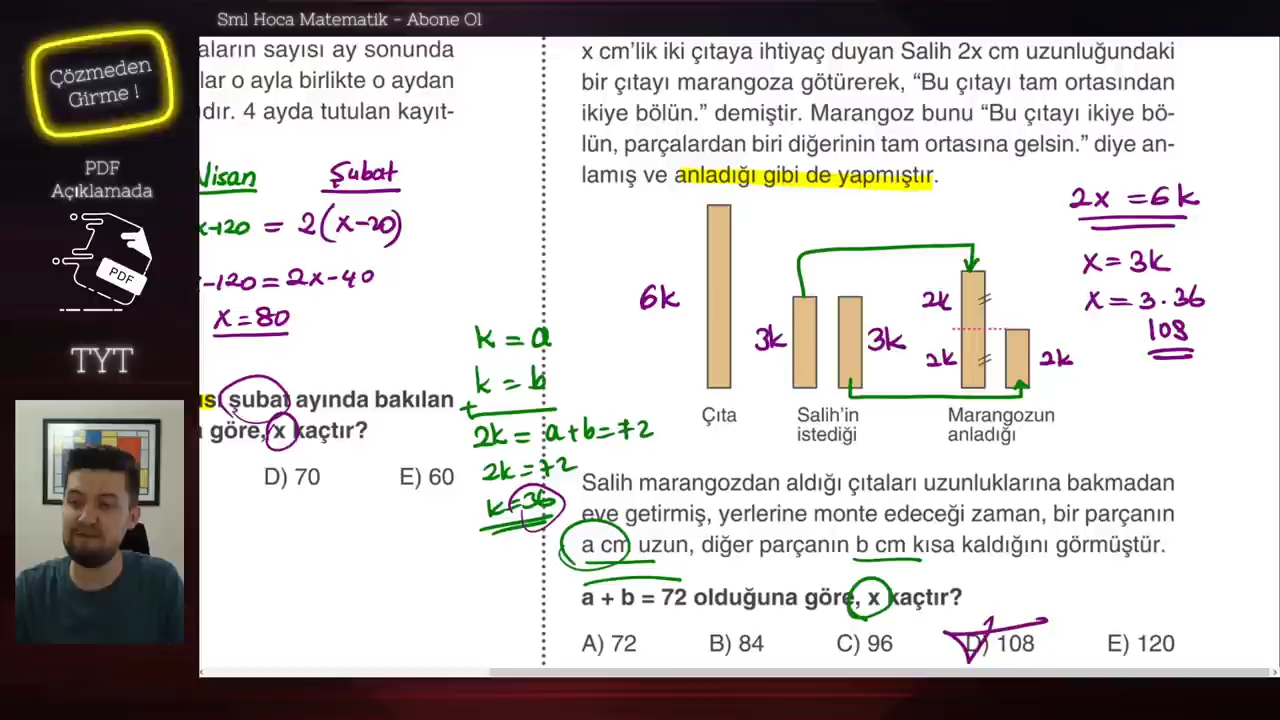 Sml Hoca Matematik - Abone Ol
Çözmeden
Girme !
PDF
Açıklamada
PDF
TYT
aların sayısı ay sonunda
lar o ayla birlikte o aydan
dır. 4 ayda tutulan kayıt-
Nisan Şubat
x-120 = 2(x-20)
-120 = 2x-40
x = 80
ısı şubat ayında bakılan
göre, x kaçtır?
D) 70 E) 60
k = a
k = b
+
2k = a+b = 72
2k = 72
k = 36
x cm'lik iki çıtaya ihtiyaç duyan Salih 2x cm uzunluğundaki
bir çıtayı marangoza götürerek, “Bu çıtayı tam ortasından
ikiye bölün.” demiştir. Marangoz bunu “Bu çıtayı ikiye bö-
lün, parçalardan biri diğerinin tam ortasına gelsin.” diye an-
lamış ve anladığı gibi de yapmıştır.
2x = 6k
x = 3k
x = 3.36
108
6k
3k
3k
2k
2k
2k
Çıta
Salih'in
istediği
Marangozun
anladığı
Salih marangozdan aldığı çıtaları uzunluklarına bakmadan
eve getirmiş, yerlerine monte edeceği zaman, bir parçanın
a cm uzun, diğer parçanın b cm kısa kaldığını görmüştür.
a + b = 72 olduğuna göre, x kaçtır?
A) 72 B) 84 C) 96 D) 108 E) 120